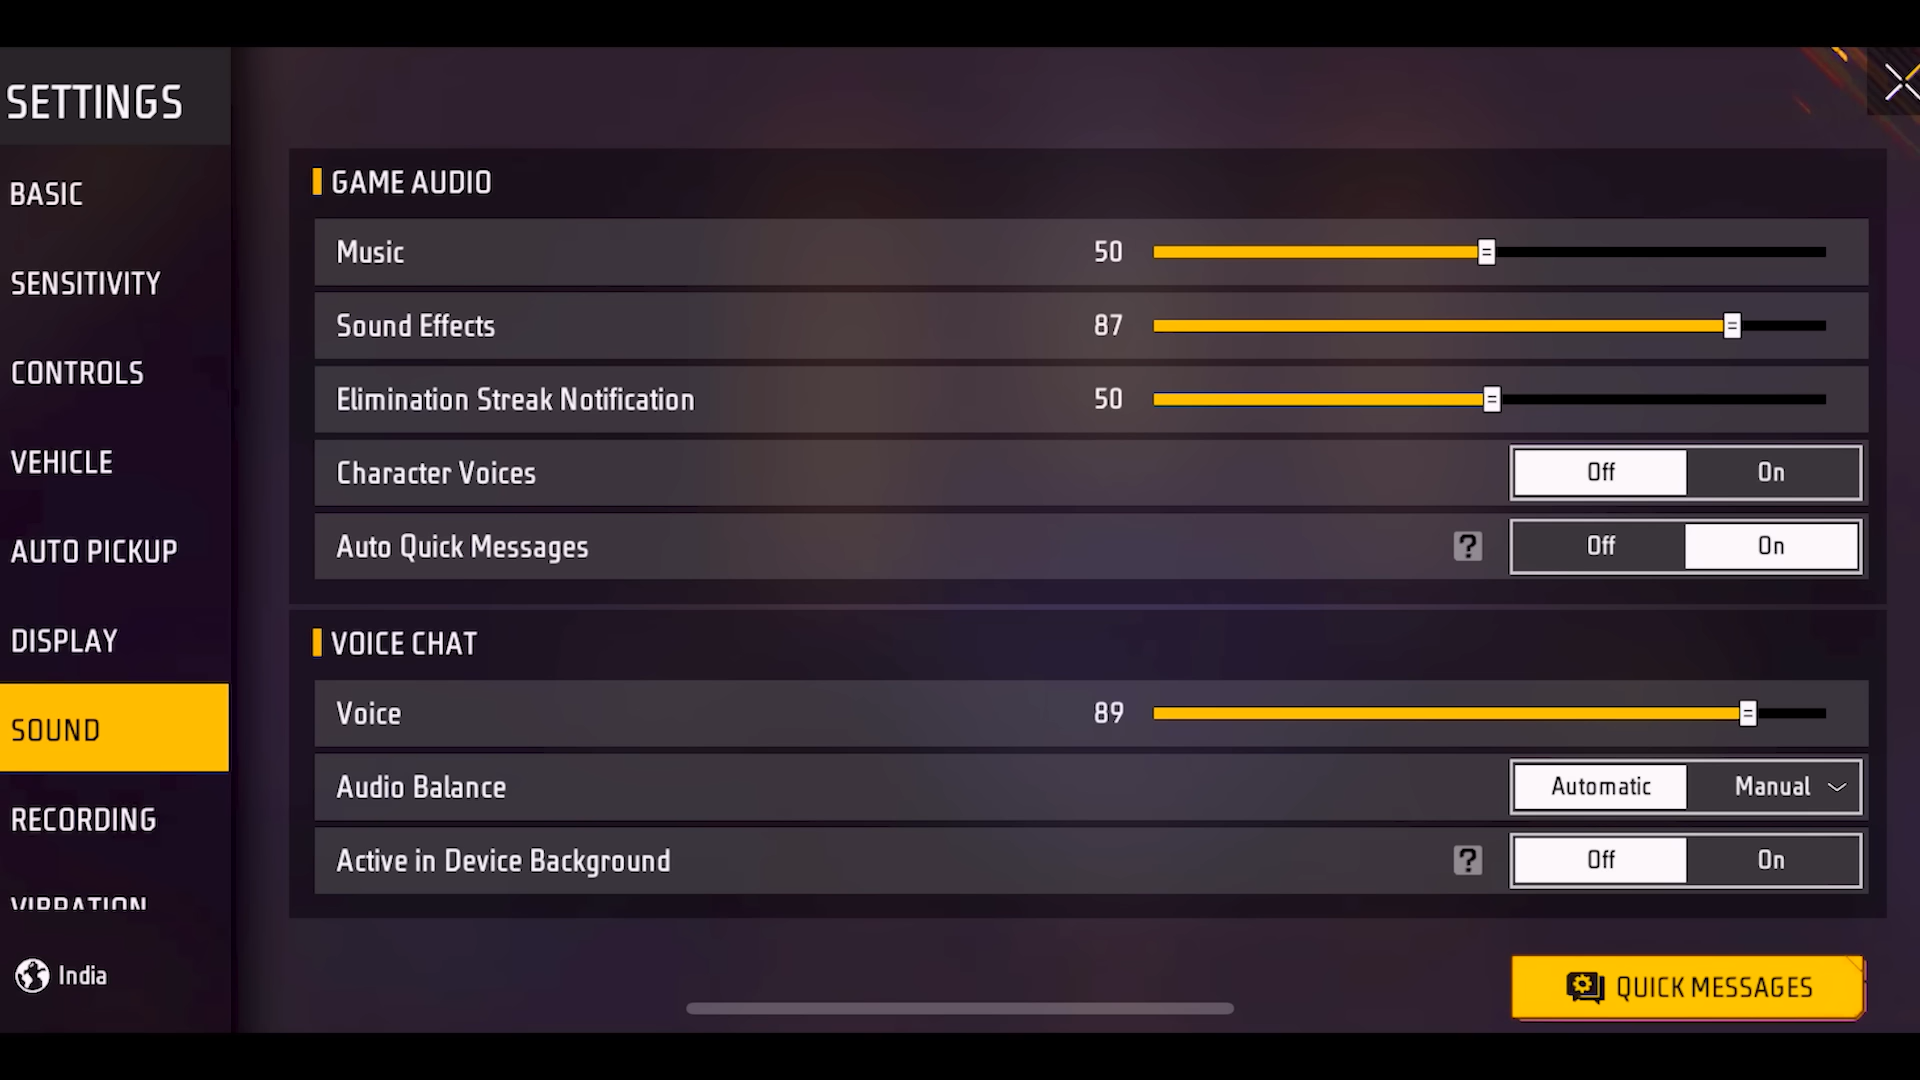 SETTINGS
BASIC
SENSITIVITY
CONTROLS
VEHICLE
AUTO PICKUP
DISPLAY
SOUND
RECORDING
VIBRATION
India
GAME AUDIO
Music 50
Sound Effects 87
Elimination Streak Notification 50
Character Voices Off On
Auto Quick Messages ? Off On
VOICE CHAT
Voice 89
Audio Balance Automatic Manual
Active in Device Background ? Off On
QUICK MESSAGES